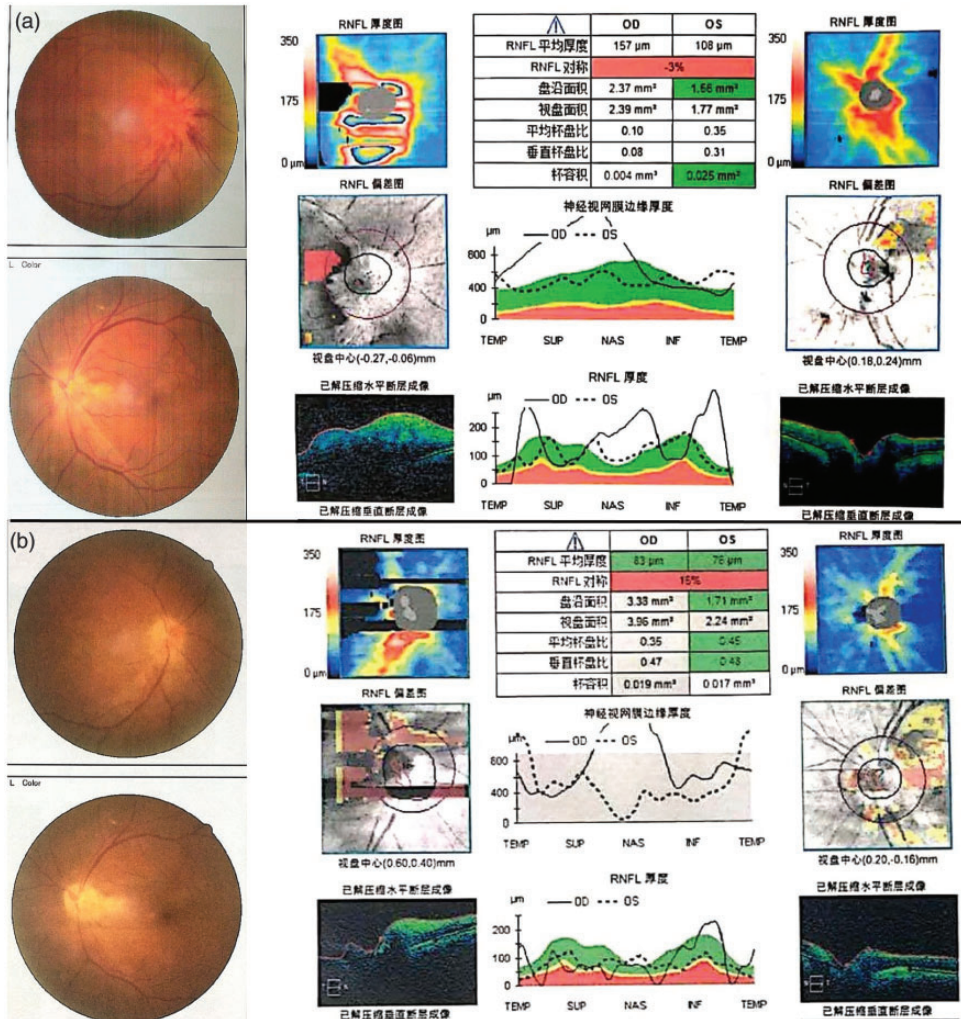 (a)
L Color
RNFL 厚度图
350
175
0 μm
OD OS
RNFL 平均厚度 157 μm 108 μm
RNFL 对称 -3%
盘沿面积 2.37 mm² 1.56 mm²
视盘面积 2.39 mm² 1.77 mm²
平均杯盘比 0.10 0.35
垂直杯盘比 0.08 0.31
杯容积 0.004 mm³ 0.025 mm³
RNFL 厚度图
350
175
0 μm
RNFL 偏差图
视盘中心(-0.27,-0.06)mm
神经视网膜边缘厚度
μm
OD OS
800
400
0
TEMP SUP NAS INF TEMP
RNFL 偏差图
视盘中心(0.18,0.24)mm
已解压缩水平断层成像
已解压缩垂直断层成像
RNFL 厚度
μm
OD OS
200
100
0
TEMP SUP NAS INF TEMP
已解压缩水平断层成像
已解压缩垂直断层成像
(b)
L Color
RNFL 厚度图
350
175
0 μm
OD OS
RNFL 平均厚度 83 μm 76 μm
RNFL 对称 15%
盘沿面积 3.33 mm² 1.71 mm²
视盘面积 3.96 mm² 2.24 mm²
平均杯盘比 0.35 0.45
垂直杯盘比 0.47 0.43
杯容积 0.019 mm³ 0.017 mm³
RNFL 厚度图
350
175
0 μm
RNFL 偏差图
视盘中心(0.60,0.40)mm
神经视网膜边缘厚度
μm
OD OS
800
400
0
TEMP SUP NAS INF TEMP
RNFL 偏差图
视盘中心(0.20,-0.16)mm
已解压缩水平断层成像
已解压缩垂直断层成像
RNFL 厚度
μm
OD OS
200
100
0
TEMP SUP NAS INF TEMP
已解压缩水平断层成像
已解压缩垂直断层成像